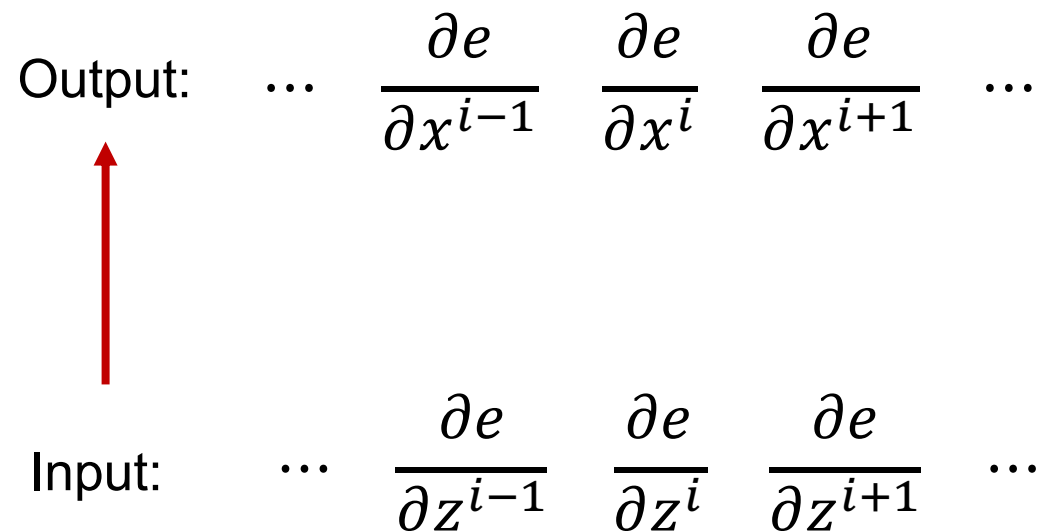 Output: ⋯ ∂e/∂x^{i−1} ∂e/∂x^{i} ∂e/∂x^{i+1} ⋯
Input: ⋯ ∂e/∂z^{i−1} ∂e/∂z^{i} ∂e/∂z^{i+1} ⋯